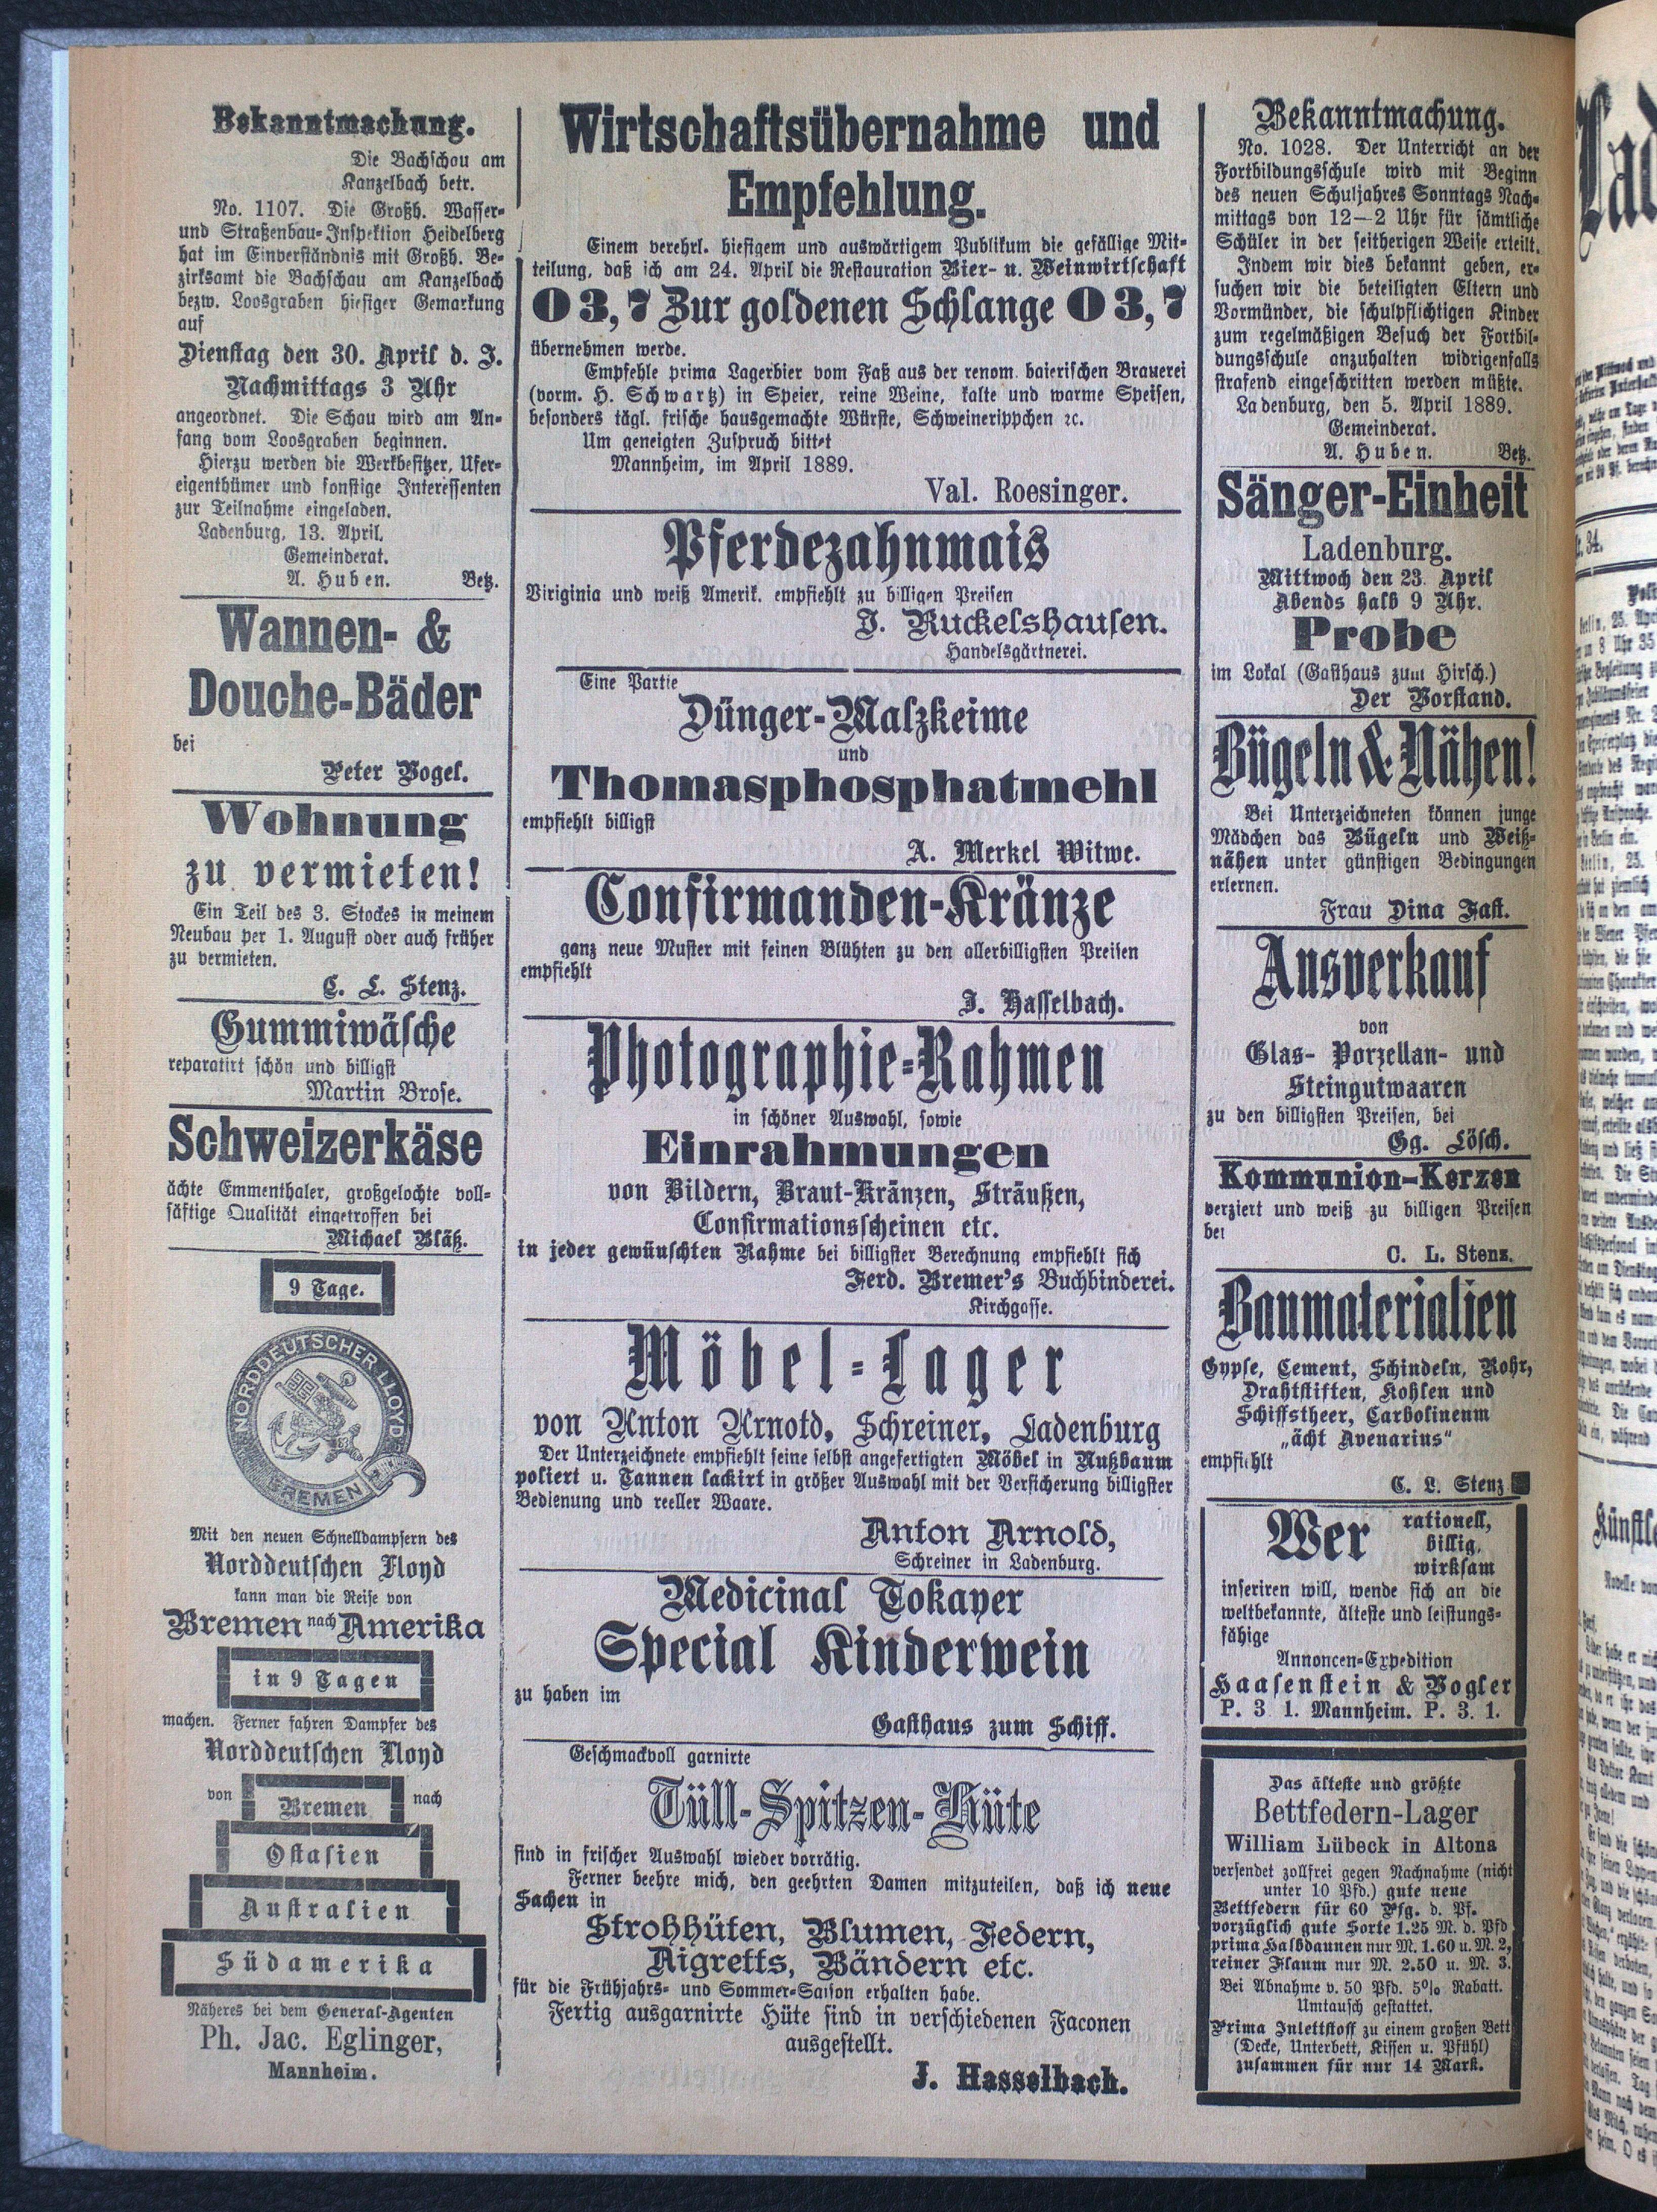 Bekanntmachung.
Die Bachschau am
Kanzelbach betr.
No. 1107. Die Großh. Wasser-
und Straßenbau-Inspektion Heidelberg
hat im Einverständnis mit Großh. Be-
zirksamt die Bachschau am Kanzelbach
bezw. Loosgraben hiesiger Gemarkung
auf
Dienstag den 30. April d. J.
Nachmittags 3 Uhr
angeordnet. Die Schau wird am An-
fang vom Loosgraben beginnen.
Hierzu werden die Werkbesitzer, Ufer-
eigenthümer und sonstige Interessenten
zur Teilnahme eingeladen.
Ladenburg, 13. April.
Gemeinderat.
A. Huben. Betz.
Wannen- &
Douche-Bäder
bei
Peter Vogel.
Wohnung
zu vermieten!
Ein Teil des 3. Stockes in meinem
Neubau per 1. August oder auch früher
zu vermieten.
C. L. Stenz.
Gummiwäsche
reparatirt schön und billigst
Martin Brose.
Schweizerkäse
ächte Emmenthaler, großgelochte voll-
säftige Qualität eingetroffen bei
Michael Bläß.
9 Tage.
NORDDEUTSCHER LLOYD
BREMEN
Mit den neuen Schnelldampfern des
Norddeutschen Lloyd
kann man die Reise von
Bremen nach Amerika
in 9 Tagen
machen. Ferner fahren Dampfer des
Norddeutschen Lloyd
von Bremen nach
Ostasien
Australien
Südamerika
Näheres bei dem General-Agenten
Ph. Jac. Eglinger,
Mannheim.
Wirtschaftsübernahme und
Empfehlung.
Einem verehrl. hiesigem und auswärtigem Publikum die gefällige Mit-
teilung, daß ich am 24. April die Restauration Bier- u. Weinwirtschaft
O 3, 7 Zur goldenen Schlange O 3, 7
übernehmen werde.
Empfehle prima Lagerbier vom Faß aus der renom. baierischen Brauerei
(vorm. H. Schwartz) in Speier, reine Weine, kalte und warme Speisen,
besonders tägl. frische hausgemachte Würste, Schweinerippchen ꝛc.
Um geneigten Zuspruch bittet
Mannheim, im April 1889.
Val. Roesinger.
Pferdezahnmais
Viriginia und weiß Amerik. empfiehlt zu billigen Preisen
J. Ruckelshausen.
Handelsgärtnerei.
Eine Partie
Dünger-Malzkeime
und
Thomasphosphatmehl
empfiehlt billigst
A. Merkel Witwe.
Confirmanden-Kränze
ganz neue Muster mit feinen Blühten zu den allerbilligsten Preisen
empfiehlt
J. Hasselbach.
Photographie-Rahmen
in schöner Auswahl, sowie
Einrahmungen
von Bildern, Braut-Kränzen, Sträußen,
Confirmationsscheinen etc.
in jeder gewünschten Rahme bei billigster Berechnung empfiehlt sich
Ferd. Bremer's Buchbinderei.
Kirchgasse.
Möbel-Lager
von Anton Arnold, Schreiner, Ladenburg
Der Unterzeichnete empfiehlt seine selbst angefertigten Möbel in Nußbaum
poliert u. Tannen lackirt in größer Auswahl mit der Versicherung billigster
Bedienung und reeller Waare.
Anton Arnold,
Schreiner in Ladenburg.
Medicinal Tokayer
Special Kinderwein
zu haben im
Gasthaus zum Schiff.
Geschmackvoll garnirte
Tüll-Spitzen-Hüte
sind in frischer Auswahl wieder vorrätig.
Ferner beehre mich, den geehrten Damen mitzuteilen, daß ich neue
Sachen in
Strohhüten, Blumen, Federn,
Aigretts, Bändern etc.
für die Frühjahrs- und Sommer-Saison erhalten habe.
Fertig ausgarnirte Hüte sind in verschiedenen Faconen
ausgestellt.
J. Hasselbach.
Bekanntmachung.
No. 1028. Der Unterricht an der
Fortbildungsschule wird mit Beginn
des neuen Schuljahres Sonntags Nach-
mittags von 12—2 Uhr für sämtliche
Schüler in der seitherigen Weise erteilt.
Indem wir dies bekannt geben, er-
suchen wir die beteiligten Eltern und
Vormünder, die schulpflichtigen Kinder
zum regelmäßigen Besuch der Fortbil-
dungsschule anzuhalten widrigenfalls
strafend eingeschritten werden müßte.
Ladenburg, den 5. April 1889.
Gemeinderat.
A. Huben. Betz.
Sänger-Einheit
Ladenburg.
Mittwoch den 23. April
Abends halb 9 Uhr.
Probe
im Lokal (Gasthaus zum Hirsch.)
Der Vorstand.
Bügeln & Nähen!
Bei Unterzeichneten können junge
Mädchen das Bügeln und Weiß-
nähen unter günstigen Bedingungen
erlernen.
Frau Dina Fast.
Ausverkauf
von
Glas- Porzellan- und
Steingutwaaren
zu den billigsten Preisen, bei
Gg. Lösch.
Kommunion-Kerzen
verziert und weiß zu billigen Preisen
bei
C. L. Stenz.
Baumaterialien
Gypse, Cement, Schindeln, Rohr,
Drahtstiften, Kohlen und
Schiffstheer, Carbolineum
„ächt Avenarius“
empfiehlt
C. L. Stenz
Wer rationell,
billig,
wirksam
inseriren will, wende sich an die
weltbekannte, älteste und leistungs-
fähige
Annoncen-Expedition
Haasenstein & Vogler
P. 3 1. Mannheim. P. 3. 1.
Das älteste und größte
Bettfedern-Lager
William Lübeck in Altona
versendet zollfrei gegen Nachnahme (nicht
unter 10 Pfd.) gute neue
Bettfedern für 60 Pfg. d. Pf.
vorzüglich gute Sorte 1.25 M. d. Pfd
prima Halbdaunen nur M. 1.60 u. M. 2,
reiner Flaum nur M. 2.50 u. M. 3.
Bei Abnahme v. 50 Pfd. 5% Rabatt.
Umtausch gestattet.
Prima Inlettstoff zu einem großen Bett
(Decke, Unterbett, Kissen u. Pfühl)
zusammen für nur 14 Mark.